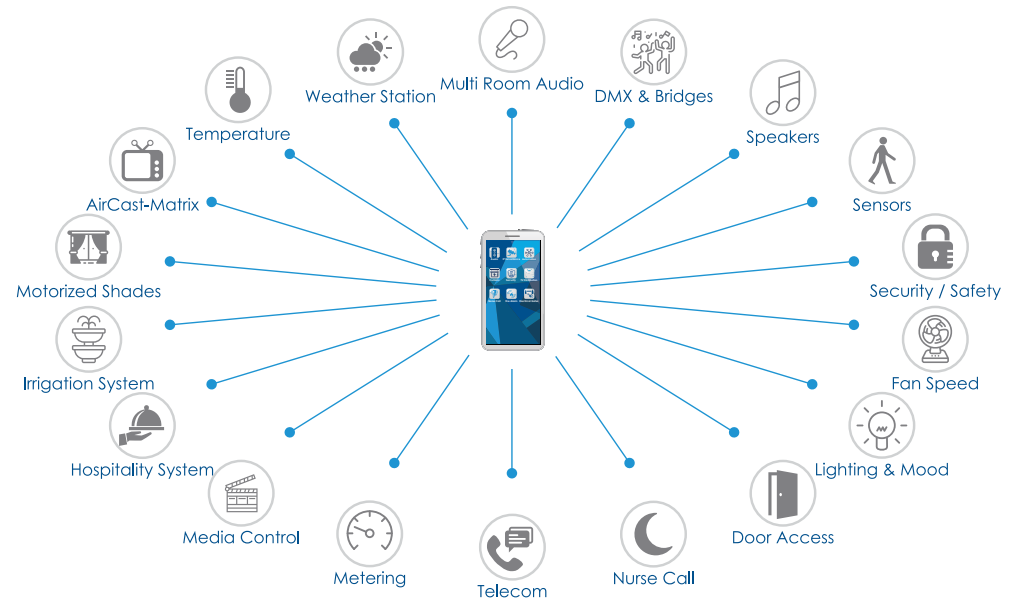 Multi Room Audio
Weather Station
DMX & Bridges
Temperature
Speakers
AirCast-Matrix
Sensors
Motorized Shades
Security / Safety
Irrigation System
Fan Speed
Hospitality System
Lighting & Mood
Media Control
Door Access
Metering
Telecom
Nurse Call